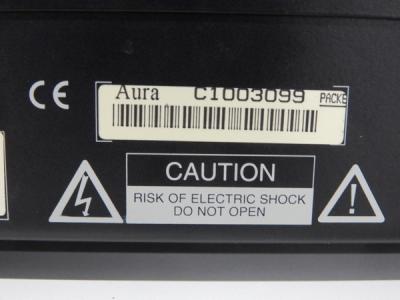 CE
Aura C1003099 PACKE
CAUTION
RISK OF ELECTRIC SHOCK
DO NOT OPEN
!